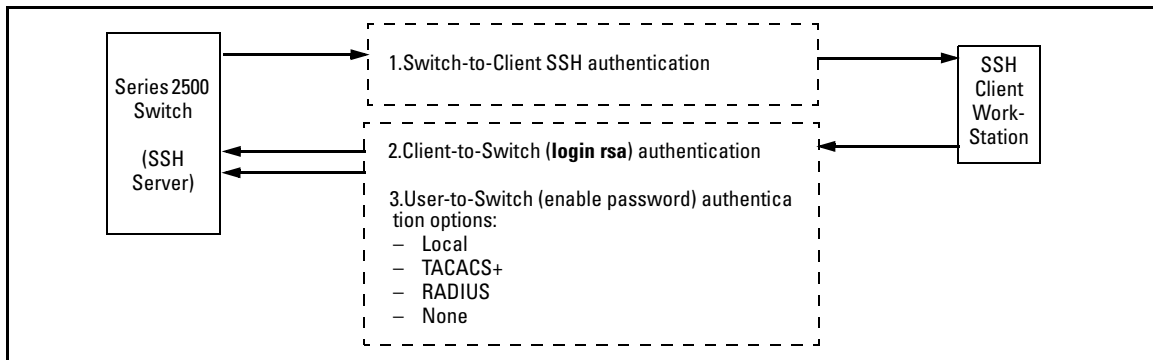 Series 2500
Switch
(SSH
Server)
1.Switch-to-Client SSH authentication
2.Client-to-Switch (login rsa) authentication
3.User-to-Switch (enable password) authentica
tion options:
– Local
– TACACS+
– RADIUS
– None
SSH
Client
Work-
Station